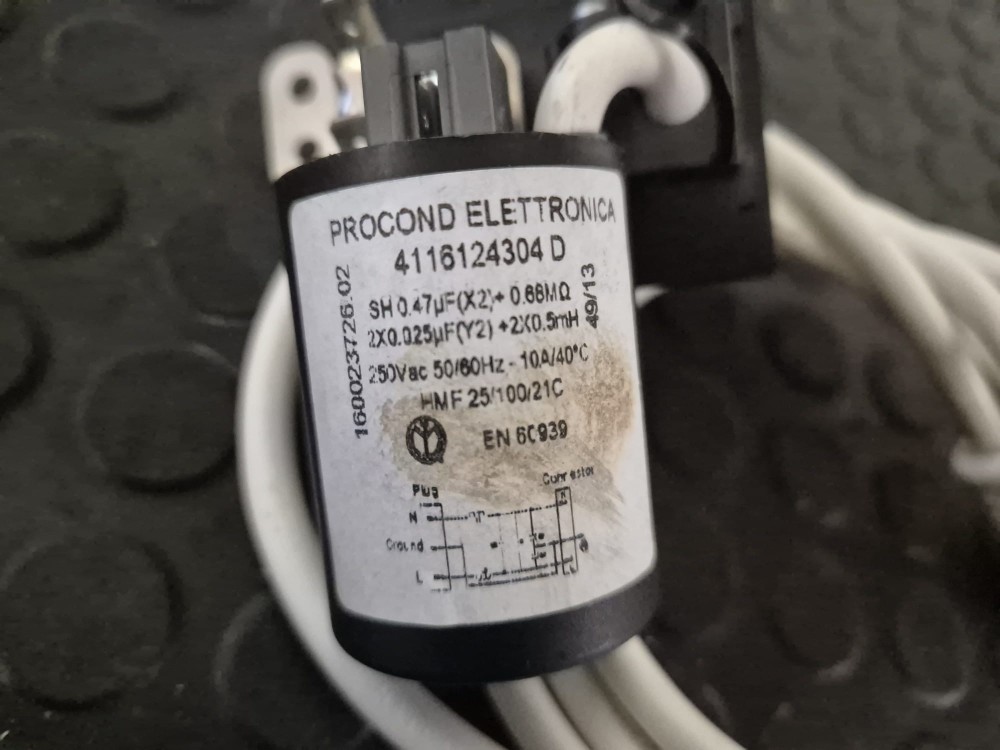 PROCOND ELETTRONICA
4116124304 D
160023726.02
49/13
SH 0.47µF(X2)+ 0.68MΩ
2X0.025µF(Y2) +2X0.5mH
250Vac 50/60Hz - 10A/40°C
HMF 25/100/21C
EN 60939
Plug
Connector
N
N
Ground
L
L